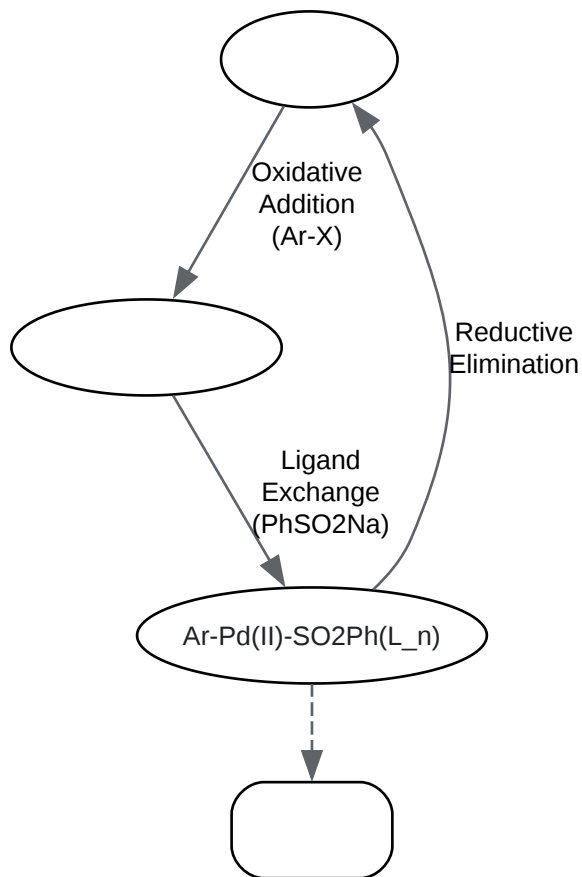 Oxidative
Addition
(Ar-X)
Reductive
Elimination
Ligand
Exchange
(PhSO2Na)
Ar-Pd(II)-SO2Ph(L_n)